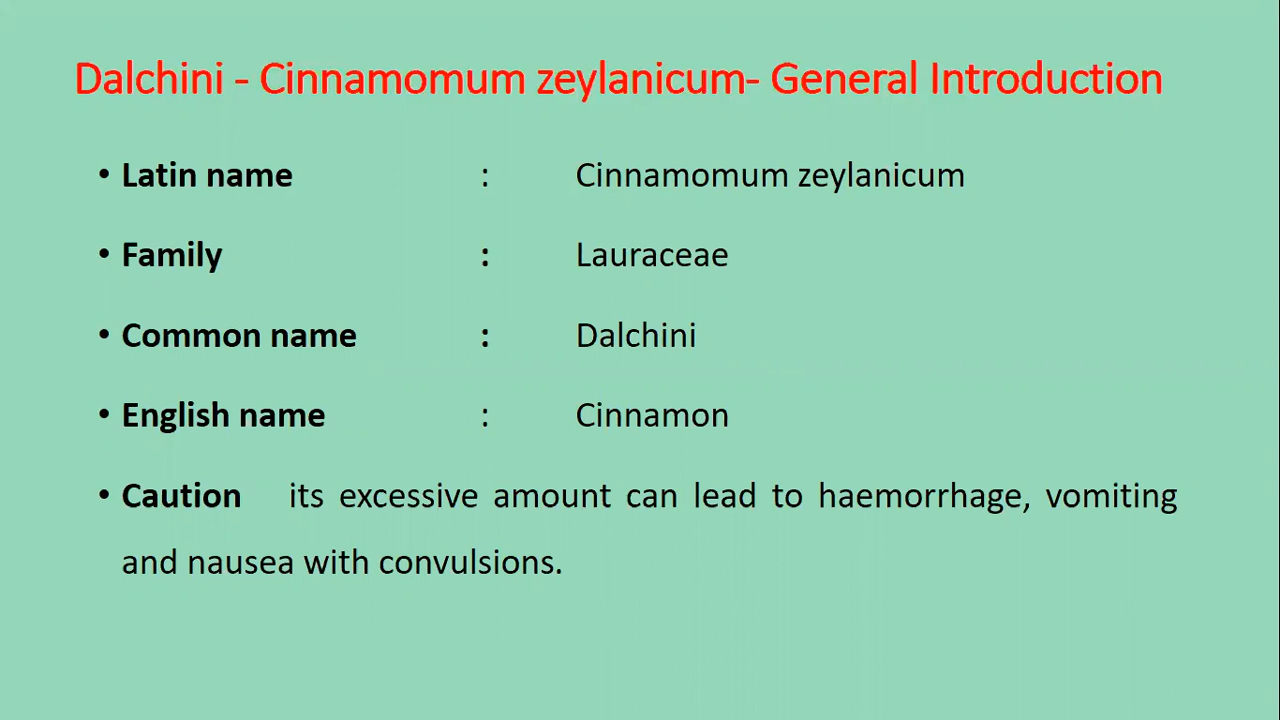 Dalchini - Cinnamomum zeylanicum- General Introduction
• Latin name : Cinnamomum zeylanicum
• Family : Lauraceae
• Common name : Dalchini
• English name : Cinnamon
• Caution its excessive amount can lead to haemorrhage, vomiting
and nausea with convulsions.